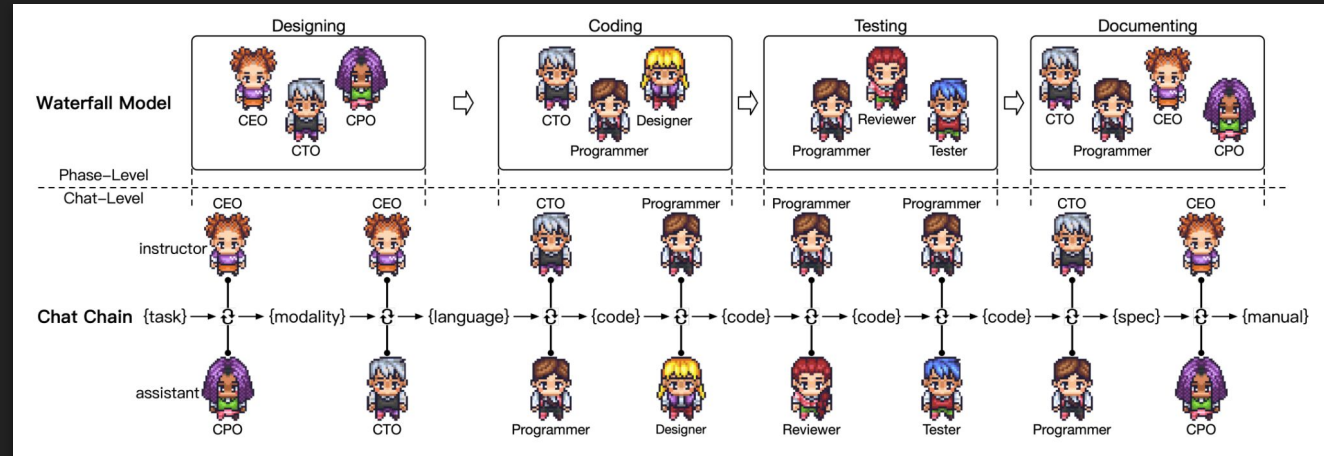 Designing
Coding
Testing
Documenting
Waterfall Model
CEO
CPO
CTO
CTO
Designer
Programmer
Reviewer
Programmer
Tester
CTO
CEO
Programmer
CPO
Phase-Level
Chat-Level
CEO
CEO
CTO
Programmer
Programmer
Programmer
CTO
CEO
instructor
Chat Chain {task} {modality} {language} {code} {code} {code} {code} {spec} {manual}
assistant
CPO
CTO
Programmer
Designer
Reviewer
Tester
Programmer
CPO